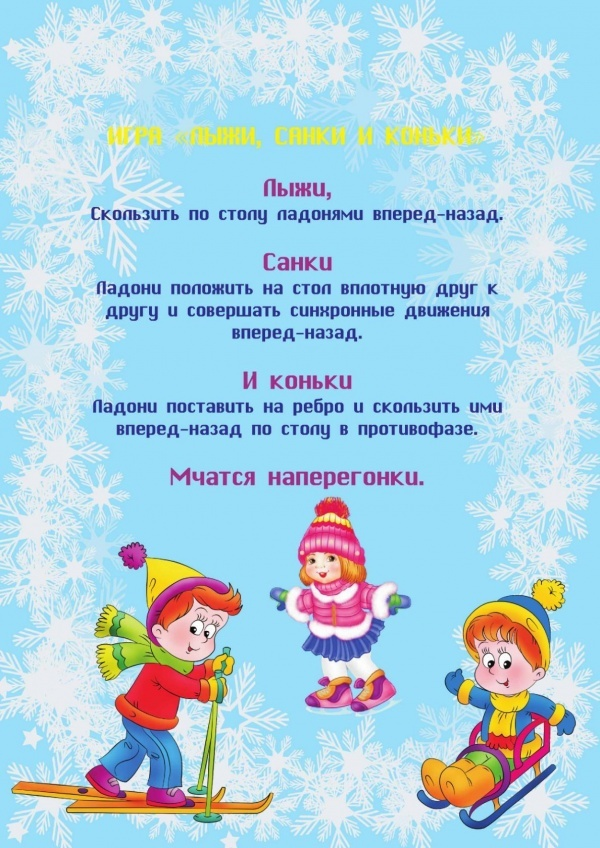 ИГРА «ЛЫЖИ, САНКИ И КОНЬКИ»
Лыжи,
Скользить по столу ладонями вперед-назад.
Санки
Ладони положить на стол вплотную друг к
другу и совершать синхронные движения
вперед-назад.
И коньки
Ладони поставить на ребро и скользить ими
вперед-назад по столу в противофазе.
Мчатся наперегонки.